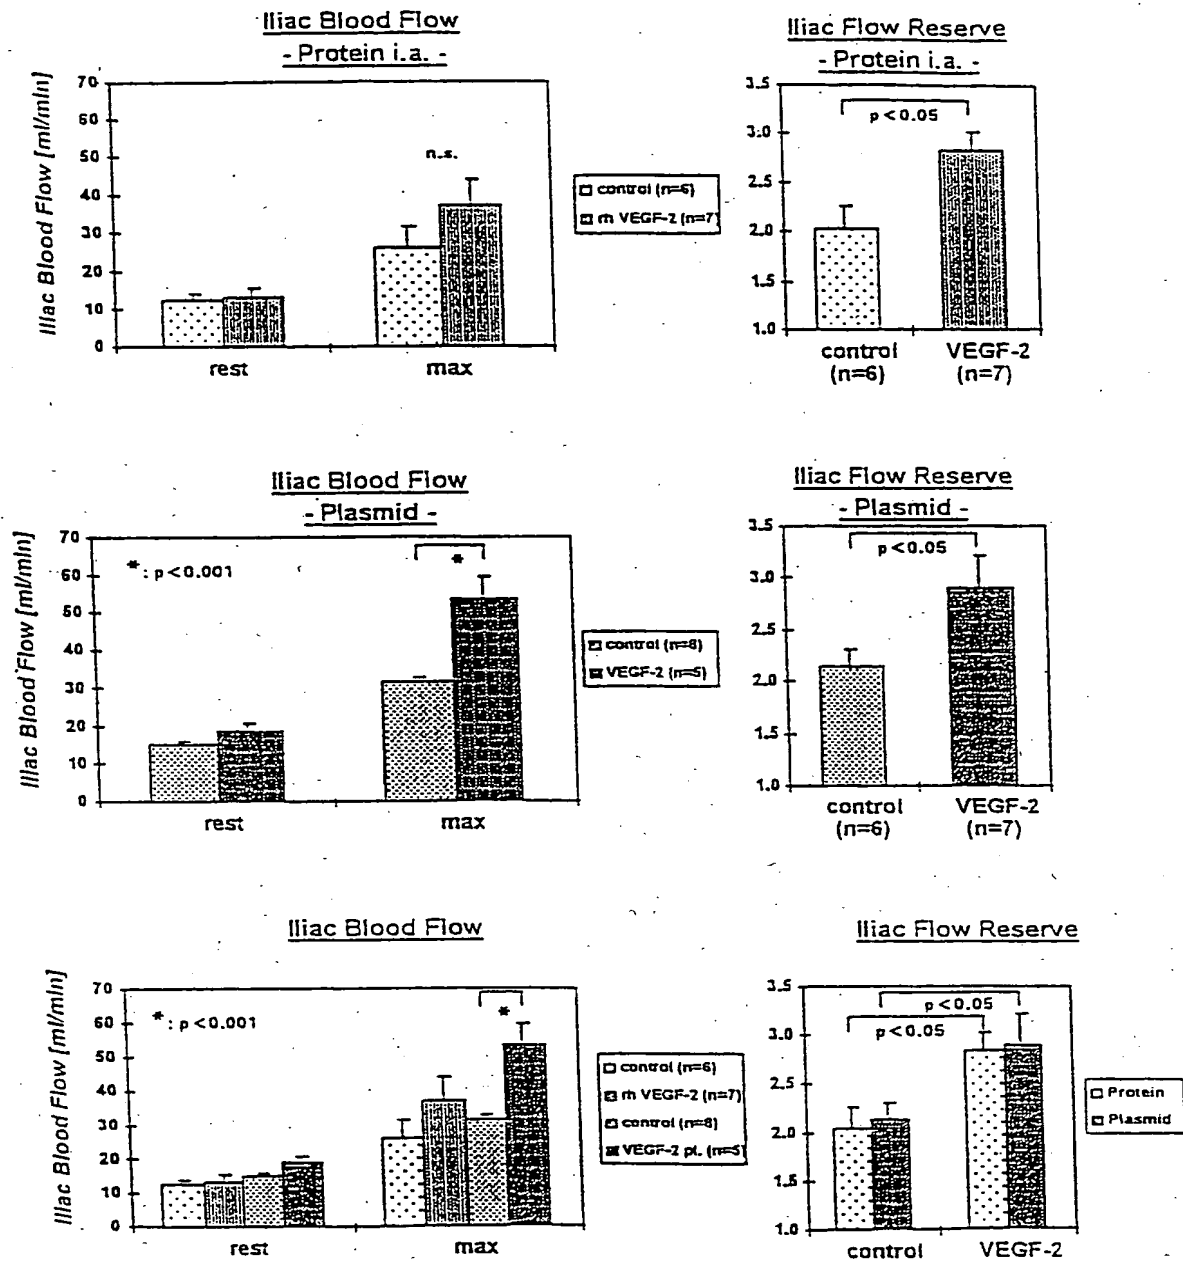 Iliac Blood Flow
- Protein i.a. -
Iliac Blood Flow [ml/min]
70
60
50
40
30
20
10
0
n.s.
rest
max
control (n=6)
rh VEGF-2 (n=7)
Iliac Flow Reserve
- Protein i.a. -
3.5
3.0
2.5
2.0
1.5
1.0
p<0.05
control
(n=6)
VEGF-2
(n=7)
Iliac Blood Flow
- Plasmid -
Iliac Blood Flow [ml/min]
70
60
50
40
30
20
10
0
* : p<0.001
*
rest
max
control (n=8)
VEGF-2 (n=5)
Iliac Flow Reserve
- Plasmid -
3.5
3.0
2.5
2.0
1.5
1.0
p<0.05
control
(n=6)
VEGF-2
(n=7)
Iliac Blood Flow
Iliac Blood Flow [ml/min]
70
60
50
40
30
20
10
0
* : p<0.001
*
rest
max
control (n=6)
rh VEGF-2 (n=7)
control (n=8)
VEGF-2 pl. (n=5)
Iliac Flow Reserve
3.5
3.0
2.5
2.0
1.5
1.0
p<0.05
p<0.05
control
VEGF-2
Protein
Plasmid